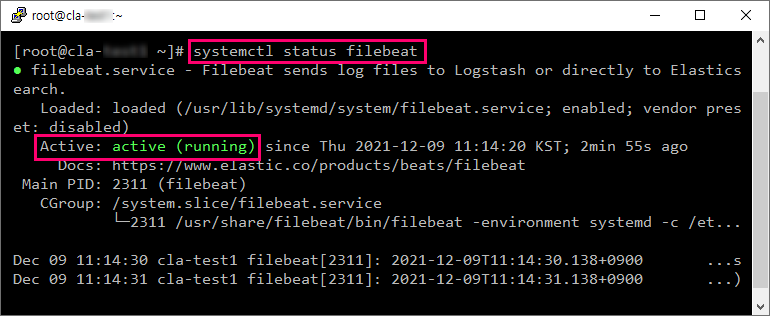 root@cla-     :~
[root@cla-      ~]# systemctl status filebeat
● filebeat.service - Filebeat sends log files to Logstash or directly to Elastics
earch.
   Loaded: loaded (/usr/lib/systemd/system/filebeat.service; enabled; vendor pres
et: disabled)
   Active: active (running) since Thu 2021-12-09 11:14:20 KST; 2min 55s ago
     Docs: https://www.elastic.co/products/beats/filebeat
 Main PID: 2311 (filebeat)
   CGroup: /system.slice/filebeat.service
           └─2311 /usr/share/filebeat/bin/filebeat -environment systemd -c /et...
Dec 09 11:14:30 cla-test1 filebeat[2311]: 2021-12-09T11:14:30.138+0900       ...s
Dec 09 11:14:31 cla-test1 filebeat[2311]: 2021-12-09T11:14:31.138+0900       ...)